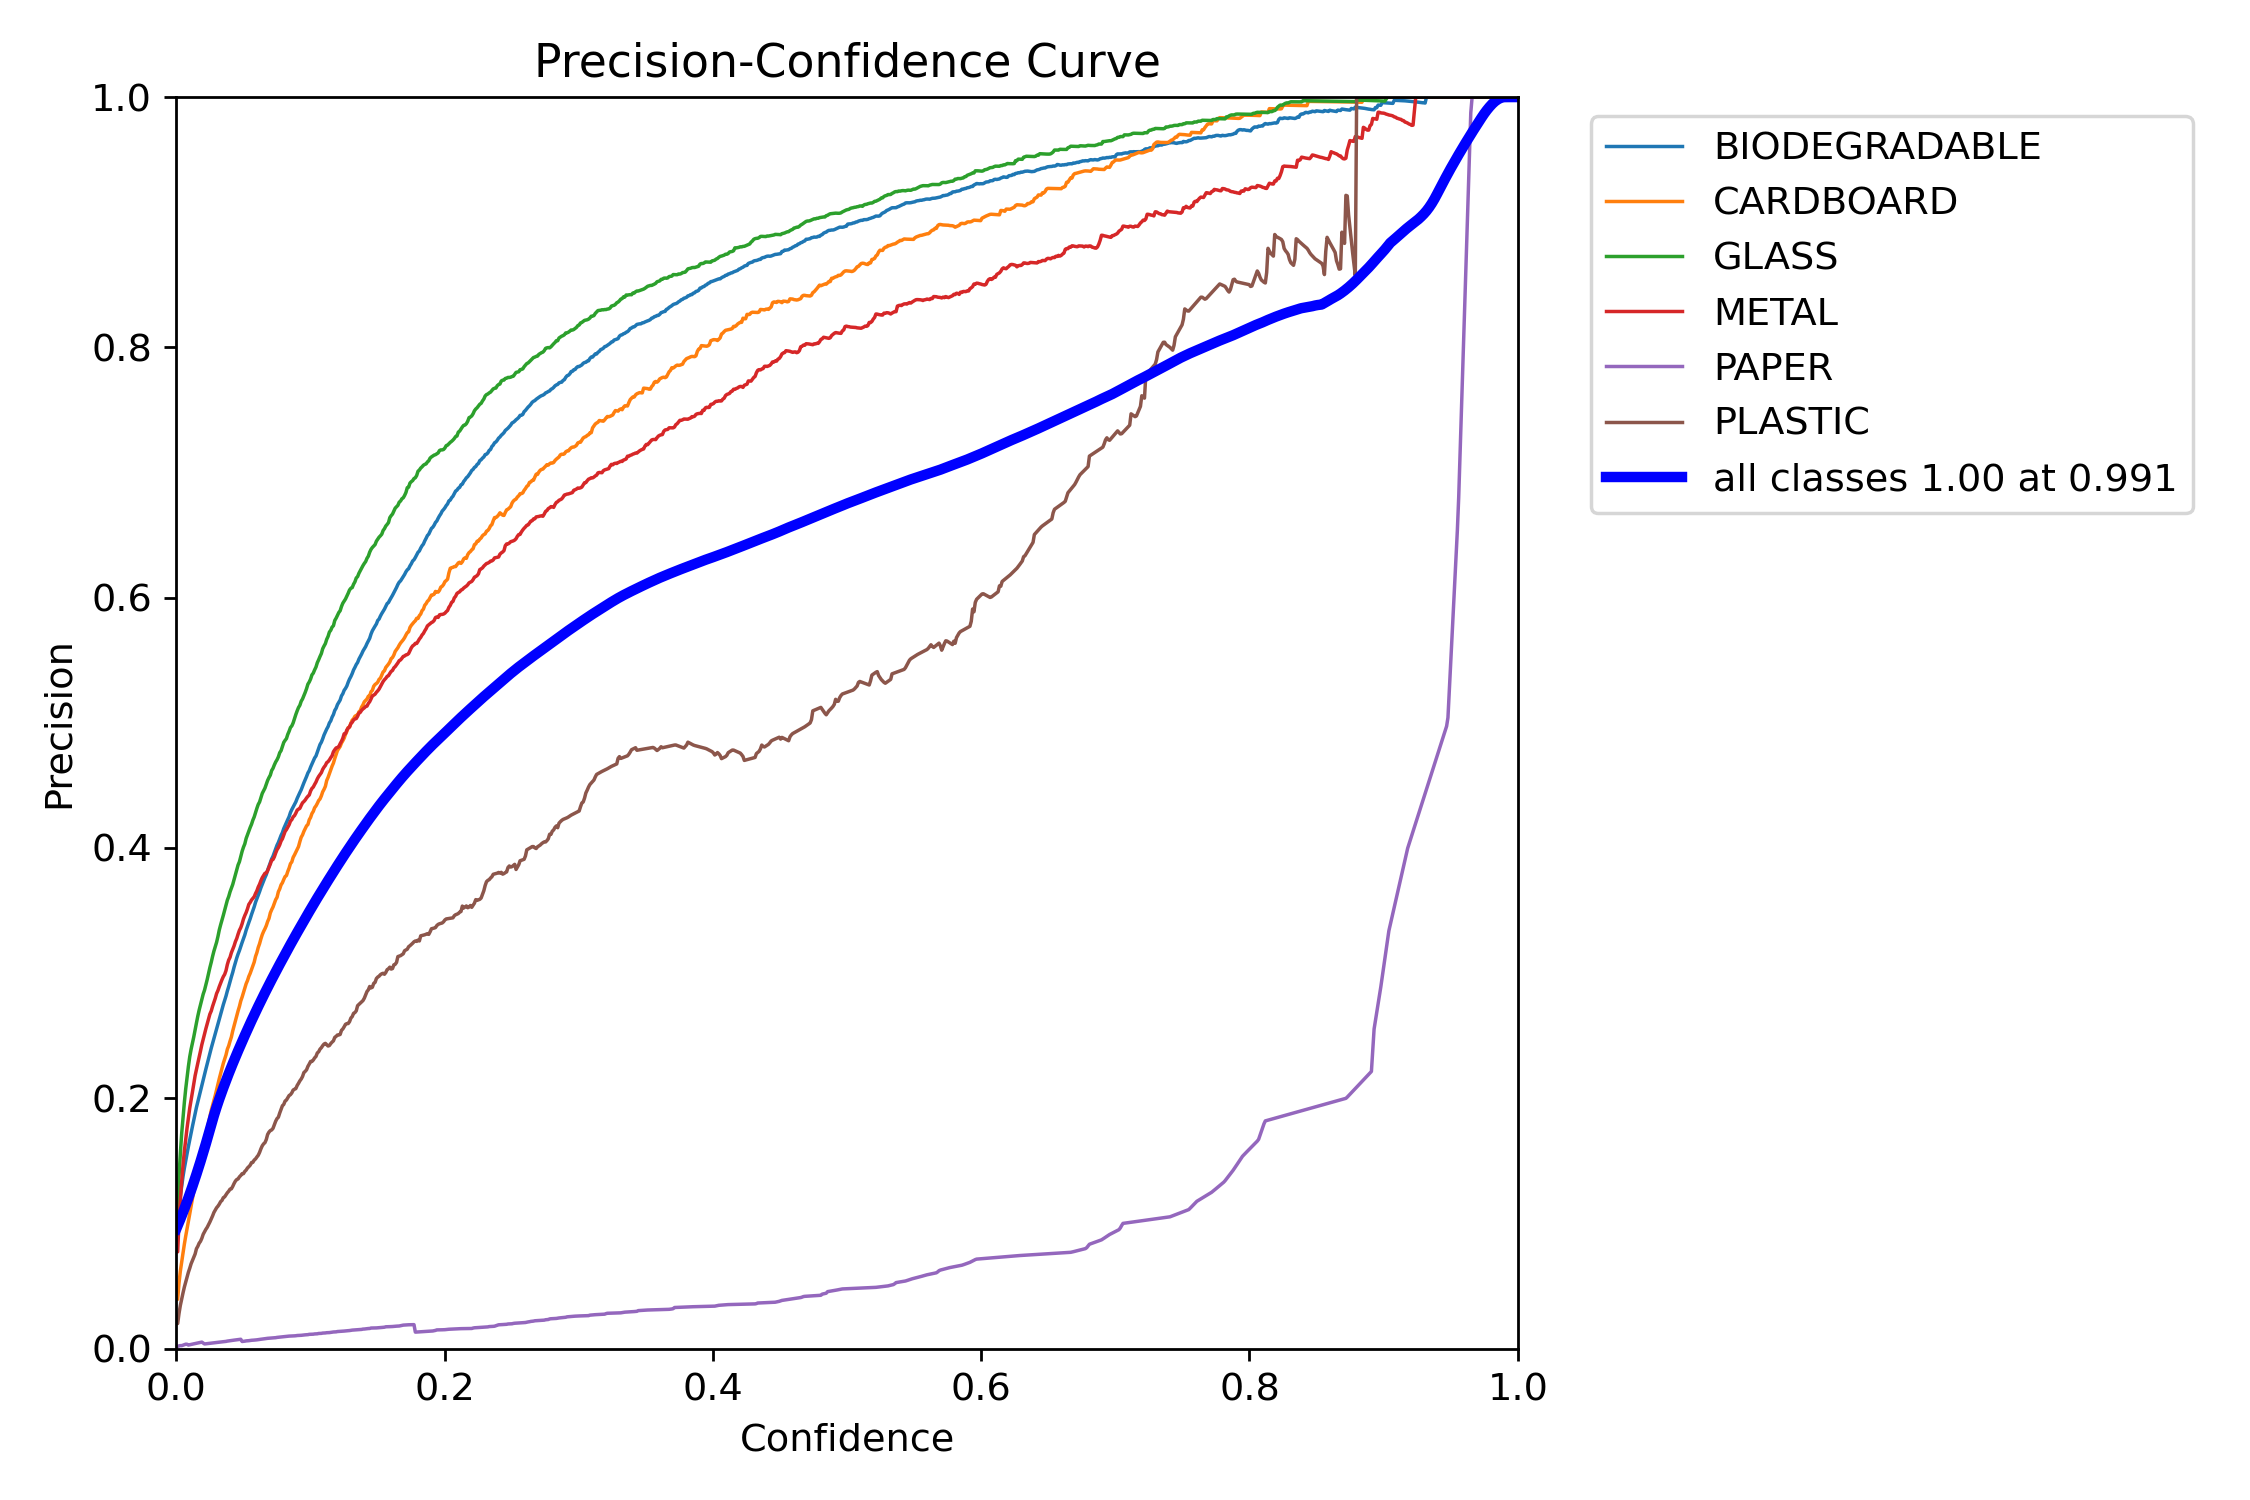 Precision-Confidence Curve
1.0
0.8
0.6
0.4
0.2
0.0
Precision
0.0 0.2 0.4 0.6 0.8 1.0
Confidence
BIODEGRADABLE
CARDBOARD
GLASS
METAL
PAPER
PLASTIC
all classes 1.00 at 0.991